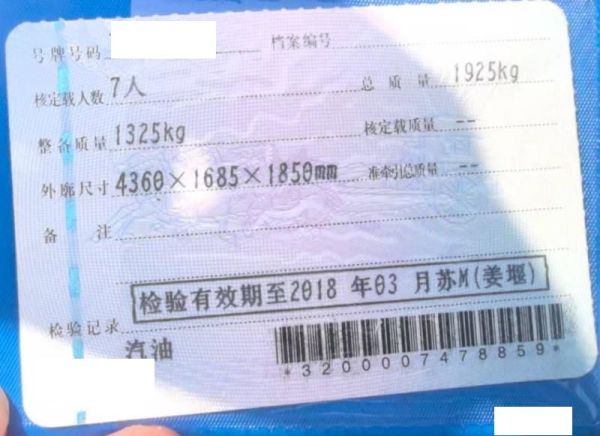 号牌号码 档案编号
核定载人数 7人 总质量 1925kg
整备质量 1325kg 核定载质量 --
外廓尺寸 4360×1685×1850mm 准牵引总质量 --
备注
检验有效期至2018 年03 月苏M(姜堰)
检验记录
汽油
*3200007478859*